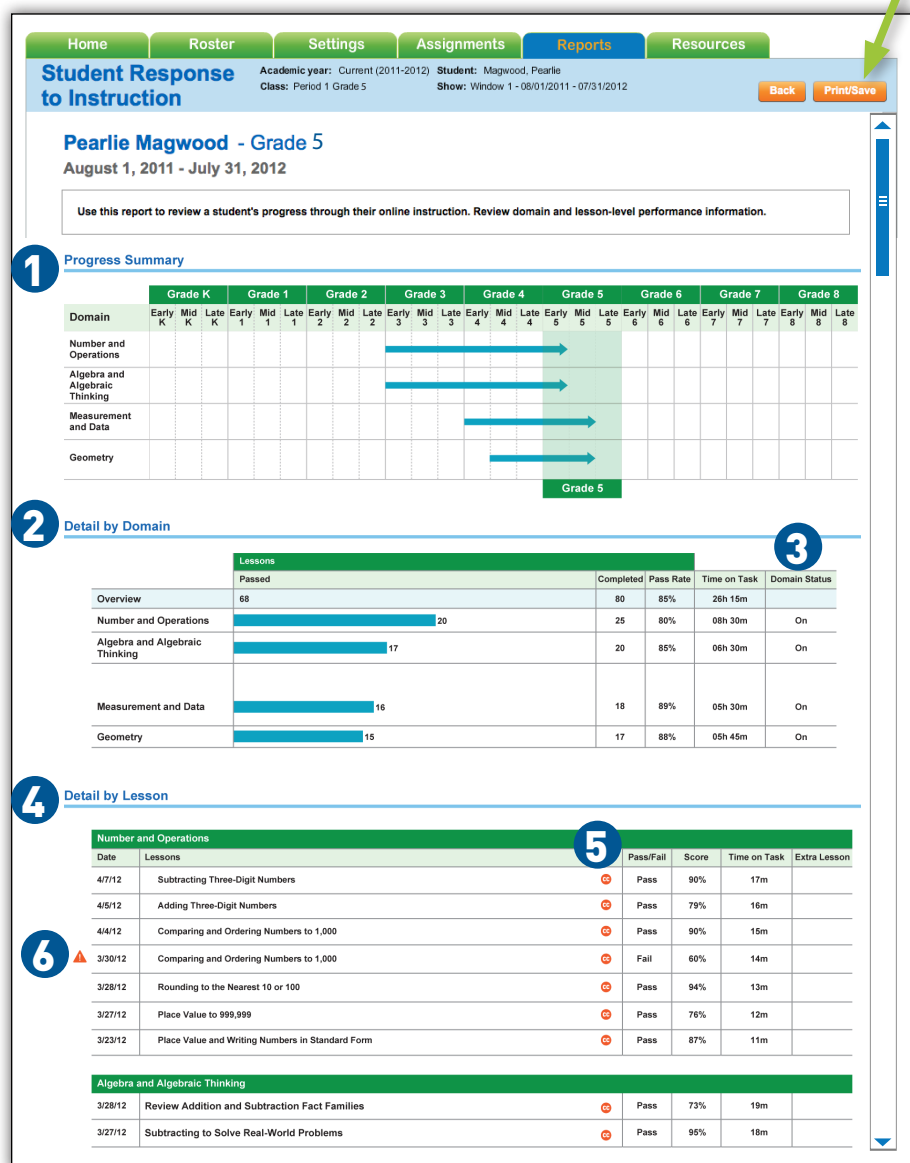 Home Roster Settings Assignments Reports Resources
Student Response
to Instruction
Academic year: Current (2011-2012) Student: Magwood, Pearlie
Class: Period 1 Grade 5 Show: Window 1 - 08/01/2011 - 07/31/2012
Back Print/Save
Pearlie Magwood - Grade 5
August 1, 2011 - July 31, 2012
Use this report to review a student's progress through their online instruction. Review domain and lesson-level performance information.
1 Progress Summary
Grade K Grade 1 Grade 2 Grade 3 Grade 4 Grade 5 Grade 6 Grade 7 Grade 8
Domain Early K Mid K Late K Early 1 Mid 1 Late 1 Early 2 Mid 2 Late 2 Early 3 Mid 3 Late 3 Early 4 Mid 4 Late 4 Early 5 Mid 5 Late 5 Early 6 Mid 6 Late 6 Early 7 Mid 7 Late 7 Early 8 Mid 8 Late 8
Number and
Operations
Algebra and
Algebraic
Thinking
Measurement
and Data
Geometry
Grade 5
2 Detail by Domain
3
Lessons
Passed Completed Pass Rate Time on Task Domain Status
Overview 68 80 85% 26h 15m
Number and Operations 20 25 80% 08h 30m On
Algebra and Algebraic
Thinking 17 20 85% 06h 30m On
Measurement and Data 16 18 89% 05h 30m On
Geometry 15 17 88% 05h 45m On
4 Detail by Lesson
Number and Operations
5
Date Lessons Pass/Fail Score Time on Task Extra Lesson
4/7/12 Subtracting Three-Digit Numbers CC Pass 90% 17m
4/5/12 Adding Three-Digit Numbers CC Pass 79% 16m
4/4/12 Comparing and Ordering Numbers to 1,000 CC Pass 90% 15m
6 ! 3/30/12 Comparing and Ordering Numbers to 1,000 CC Fail 60% 14m
3/28/12 Rounding to the Nearest 10 or 100 CC Pass 94% 13m
3/27/12 Place Value to 999,999 CC Pass 76% 12m
3/23/12 Place Value and Writing Numbers in Standard Form CC Pass 87% 11m
Algebra and Algebraic Thinking
3/28/12 Review Addition and Subtraction Fact Families CC Pass 73% 19m
3/27/12 Subtracting to Solve Real-World Problems CC Pass 95% 18m